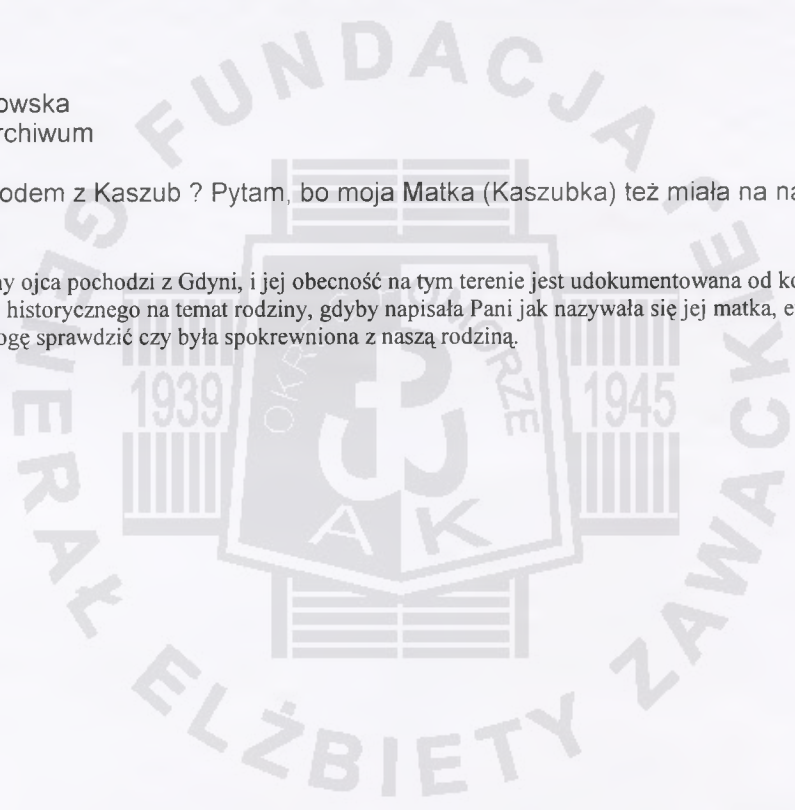 owska
rchiwum
odem z Kaszub ? Pytam, bo moja Matka (Kaszubka) też miała na na
ny ojca pochodzi z Gdyni, i jej obecność na tym terenie jest udokumentowana od ko
historycznego na temat rodziny, gdyby napisała Pani jak nazywała się jej matka, e
ogę sprawdzić czy była spokrewniona z naszą rodziną.
FUNDACJA
GENERAŁ ELŻBIETY ZAWACKIEJ
OKRĘG POMORZE
1939
1945
AK